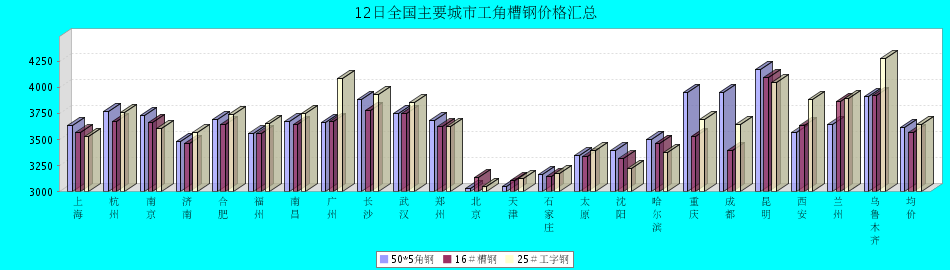 12日全国主要城市工角槽钢价格汇总
4250
4000
3750
3500
3250
3000
上海
杭州
南京
济南
合肥
福州
南昌
广州
长沙
武汉
郑州
北京
天津
石家庄
太原
沈阳
哈尔滨
重庆
成都
昆明
西安
兰州
乌鲁木齐
均价
50*5角钢
16#槽钢
25#工字钢